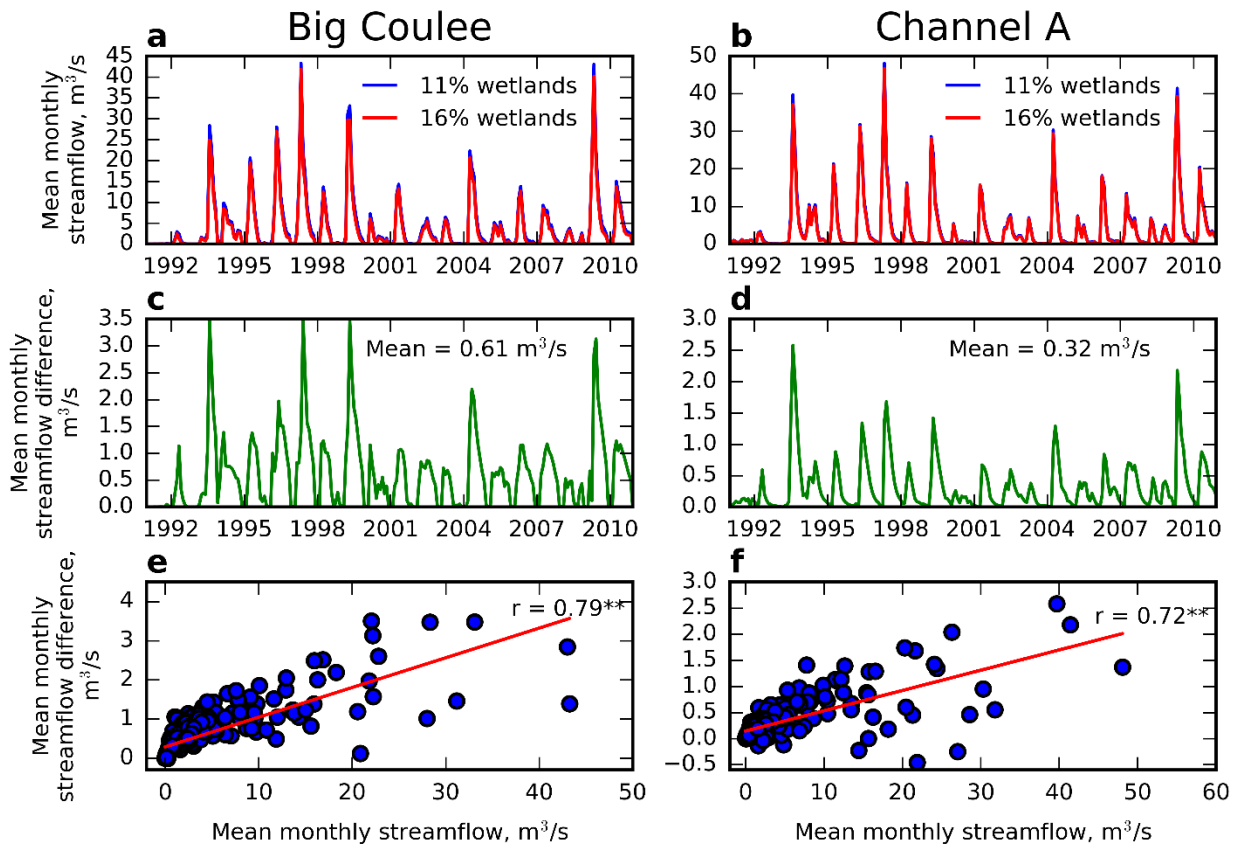 Big Coulee
Channel A
a
Mean monthly
streamflow, m³/s
45
40
35
30
25
20
15
10
5
0
11% wetlands
16% wetlands
1992 1995 1998 2001 2004 2007 2010
b
50
40
30
20
10
0
11% wetlands
16% wetlands
1992 1995 1998 2001 2004 2007 2010
c
Mean monthly
streamflow difference,
m³/s
3.5
3.0
2.5
2.0
1.5
1.0
0.5
0.0
Mean = 0.61 m³/s
1992 1995 1998 2001 2004 2007 2010
d
3.0
2.5
2.0
1.5
1.0
0.5
0.0
Mean = 0.32 m³/s
1992 1995 1998 2001 2004 2007 2010
e
Mean monthly
streamflow difference,
m³/s
4
3
2
1
0
r = 0.79**
0 10 20 30 40 50
Mean monthly streamflow, m³/s
f
3.0
2.5
2.0
1.5
1.0
0.5
0.0
−0.5
r = 0.72**
0 10 20 30 40 50 60
Mean monthly streamflow, m³/s